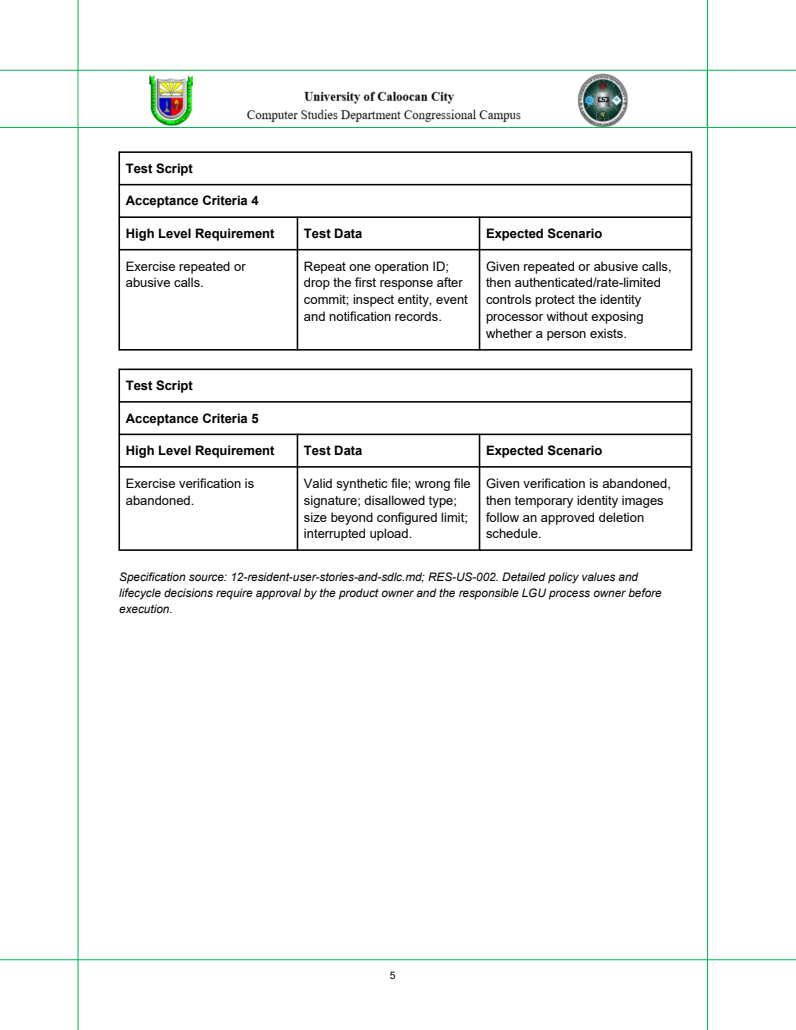 University of Caloocan City
Computer Studies Department Congressional Campus
Test Script
Acceptance Criteria 4
High Level Requirement
Test Data
Expected Scenario
Exercise repeated or
abusive calls.
Repeat one operation ID;
drop the first response after
commit; inspect entity, event
and notification records.
Given repeated or abusive calls,
then authenticated/rate-limited
controls protect the identity
processor without exposing
whether a person exists.
Test Script
Acceptance Criteria 5
High Level Requirement
Test Data
Expected Scenario
Exercise verification is
abandoned.
Valid synthetic file; wrong file
signature; disallowed type;
size beyond configured limit;
interrupted upload.
Given verification is abandoned,
then temporary identity images
follow an approved deletion
schedule.
Specification source: 12-resident-user-stories-and-sdlc.md; RES-US-002. Detailed policy values and
lifecycle decisions require approval by the product owner and the responsible LGU process owner before
execution.
5